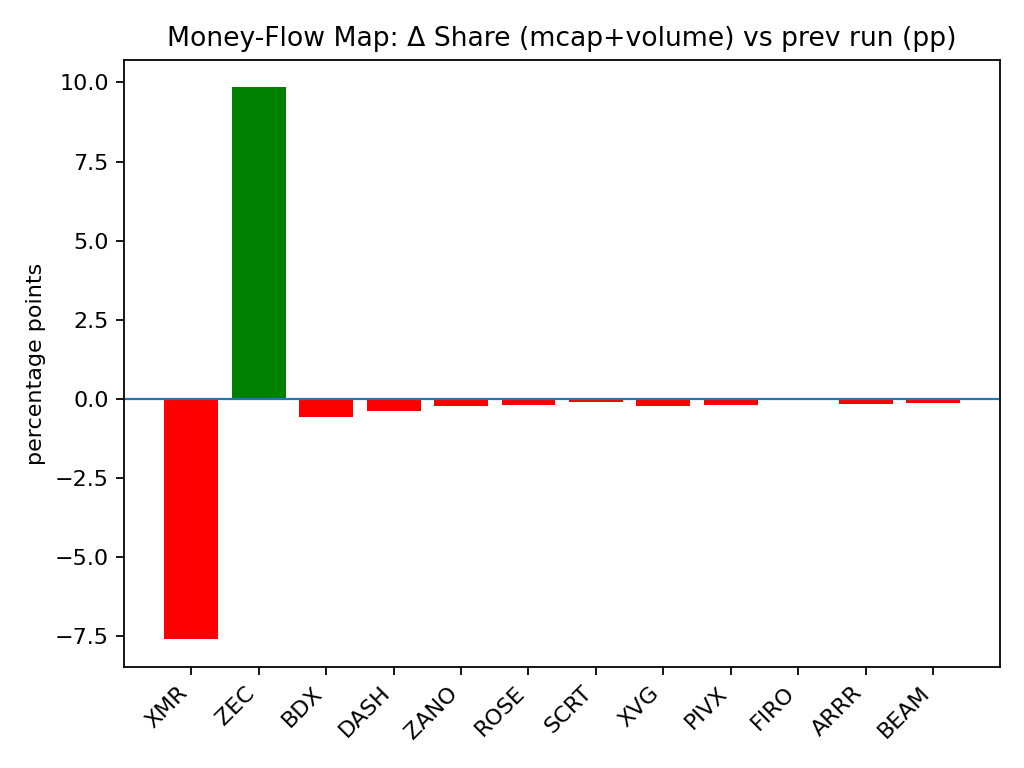 Money-Flow Map: Δ Share (mcap+volume) vs prev run (pp)
percentage points
10.0
7.5
5.0
2.5
0.0
−2.5
−5.0
−7.5
XMR
ZEC
BDX
DASH
ZANO
ROSE
SCRT
XVG
PIVX
FIRO
ARRR
BEAM